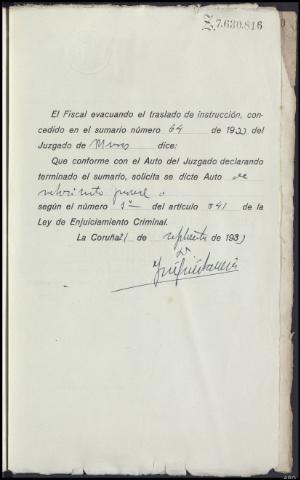 Z.7.630.816
El Fiscal evacuando el traslado de instrucción, con-
cedido en el sumario número 64 de 193 del
Juzgado de dice:
Que conforme con el Auto del Juzgado declarando
terminado el sumario, solicita se dicte Auto de
según el número 1º del artículo 641 de la
Ley de Enjuiciamiento Criminal.
La Coruña 21 de de 193